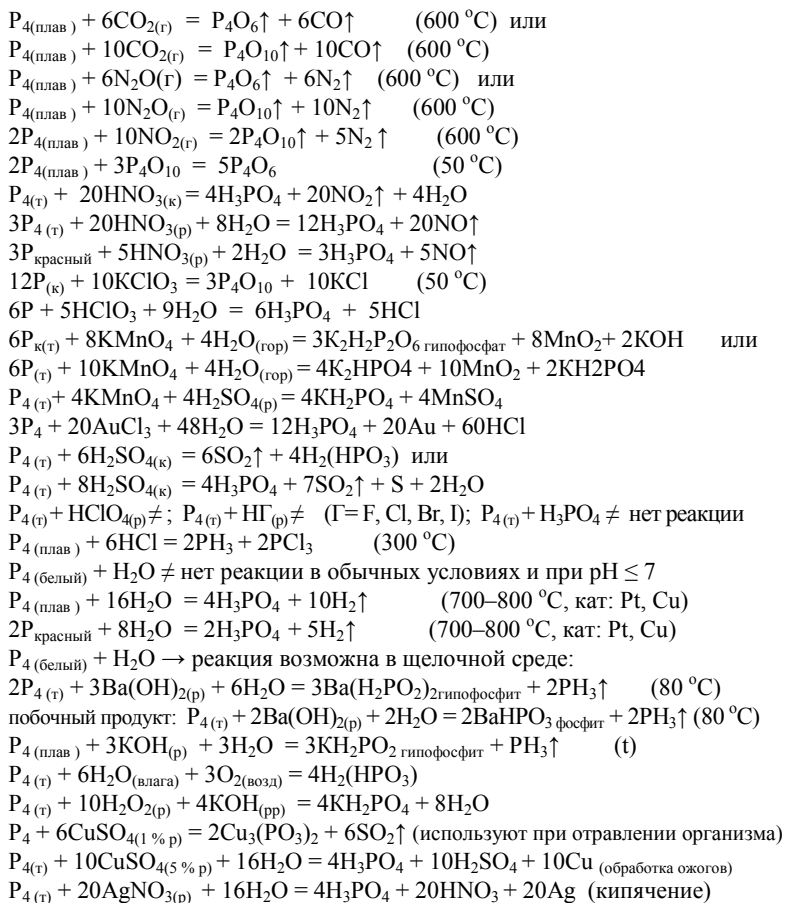 P₄₍плав₎ + 6CO₂₍г₎ = P₄O₆↑ + 6CO↑ (600 °C) или
P₄₍плав₎ + 10CO₂₍г₎ = P₄O₁₀↑ + 10CO↑ (600 °C)
P₄₍плав₎ + 6N₂O(г) = P₄O₆↑ + 6N₂↑ (600 °C) или
P₄₍плав₎ + 10N₂O₍г₎ = P₄O₁₀↑ + 10N₂↑ (600 °C)
2P₄₍плав₎ + 10NO₂₍г₎ = 2P₄O₁₀↑ + 5N₂ ↑ (600 °C)
2P₄₍плав₎ + 3P₄O₁₀ = 5P₄O₆ (50 °C)
P₄₍т₎ + 20HNO₃₍к₎ = 4H₃PO₄ + 20NO₂↑ + 4H₂O
3P₄ ₍т₎ + 20HNO₃₍р₎ + 8H₂O = 12H₃PO₄ + 20NO↑
3Pкрасный + 5HNO₃₍р₎ + 2H₂O = 3H₃PO₄ + 5NO↑
12P₍к₎ + 10KClO₃ = 3P₄O₁₀ + 10KCl (50 °C)
6P + 5HClO₃ + 9H₂O = 6H₃PO₄ + 5HCl
6Pк(т) + 8KMnO₄ + 4H₂O₍гор₎ = 3K₂H₂P₂O₆ гипофосфат + 8MnO₂+ 2KOH или
6P₍т₎ + 10KMnO₄ + 4H₂O₍гор₎ = 4K₂HPO4 + 10MnO₂ + 2KH2PO4
P₄ ₍т₎+ 4KMnO₄ + 4H₂SO₄₍р₎ = 4KH₂PO₄ + 4MnSO₄
3P₄ + 20AuCl₃ + 48H₂O = 12H₃PO₄ + 20Au + 60HCl
P₄ ₍т₎ + 6H₂SO₄₍к₎ = 6SO₂↑ + 4H₂(HPO₃) или
P₄ ₍т₎ + 8H₂SO₄₍к₎ = 4H₃PO₄ + 7SO₂↑ + S + 2H₂O
P₄ ₍т₎+ HClO₄₍р₎ ≠ ; P₄ ₍т₎ + HГ₍р₎ ≠ (Г= F, Cl, Br, I); P₄ ₍т₎ + H₃PO₄ ≠ нет реакции
P₄ ₍плав₎ + 6HCl = 2PH₃ + 2PCl₃ (300 °C)
P₄ ₍белый₎ + H₂O ≠ нет реакции в обычных условиях и при pH ≤ 7
P₄ ₍плав₎ + 16H₂O = 4H₃PO₄ + 10H₂↑ (700–800 °C, кат: Pt, Cu)
2Pкрасный + 8H₂O = 2H₃PO₄ + 5H₂↑ (700–800 °C, кат: Pt, Cu)
P₄ ₍белый₎ + H₂O → реакция возможна в щелочной среде:
2P₄ ₍т₎ + 3Ba(OH)₂₍р₎ + 6H₂O = 3Ba(H₂PO₂)₂гипофосфит + 2PH₃↑ (80 °C)
побочный продукт: P₄ ₍т₎ + 2Ba(OH)₂₍р₎ + 2H₂O = 2BaHPO₃ фосфит + 2PH₃↑ (80 °C)
P₄ ₍плав₎ + 3KOH₍р₎ + 3H₂O = 3KH₂PO₂ гипофосфит + PH₃↑ (t)
P₄ ₍т₎ + 6H₂O₍влага₎ + 3O₂₍возд₎ = 4H₂(HPO₃)
P₄ ₍т₎ + 10H₂O₂₍р₎ + 4KOH₍рр₎ = 4KH₂PO₄ + 8H₂O
P₄ + 6CuSO₄₍₁ % р₎ = 2Cu₃(PO₃)₂ + 6SO₂↑ (используют при отравлении организма)
P₄₍т₎ + 10CuSO₄₍₅ % р₎ + 16H₂O = 4H₃PO₄ + 10H₂SO₄ + 10Cu (обработка ожогов)
P₄ ₍т₎ + 20AgNO₃₍р₎ + 16H₂O = 4H₃PO₄ + 20HNO₃ + 20Ag (кипячение)